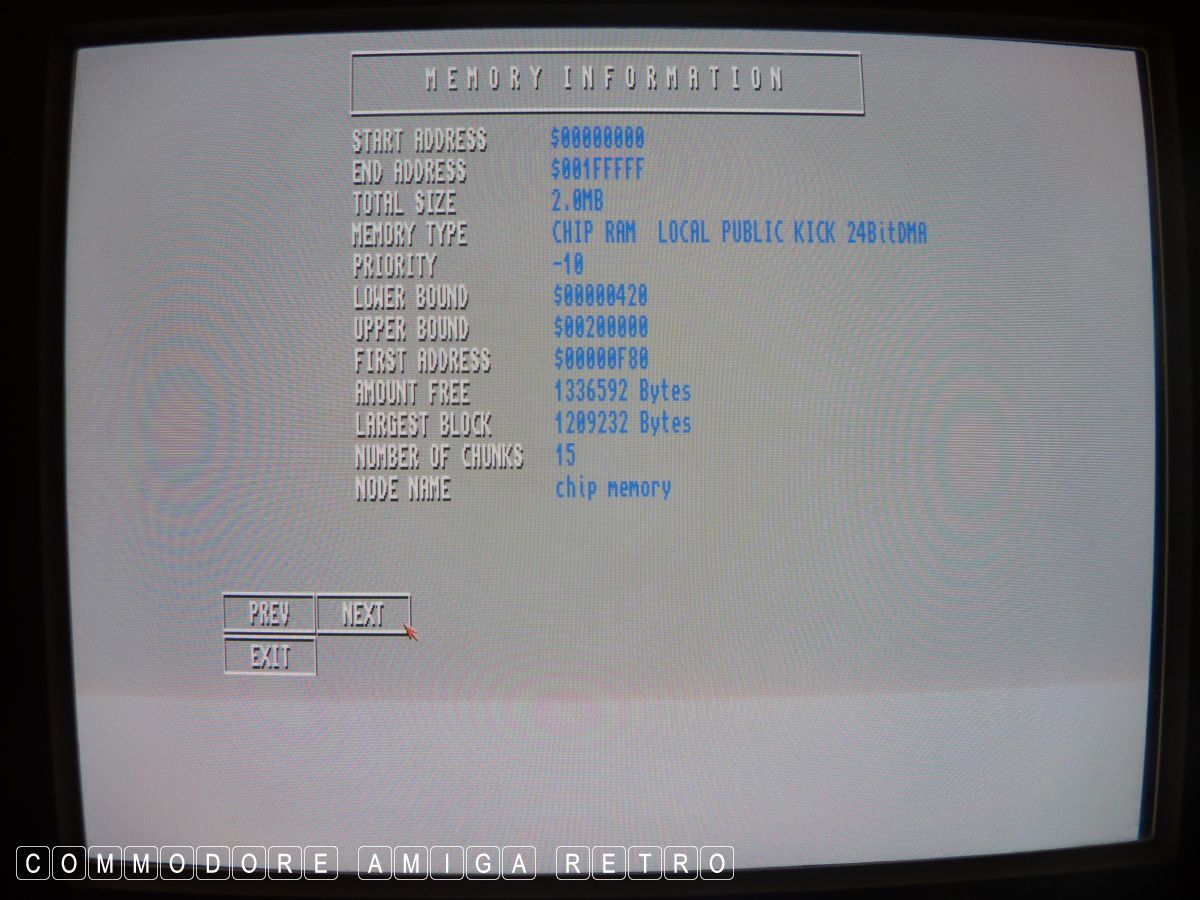 MEMORY INFORMATION
START ADDRESS $00000000
END ADDRESS $001FFFFF
TOTAL SIZE 2.0MB
MEMORY TYPE CHIP RAM LOCAL PUBLIC KICK 24BitDMA
PRIORITY -10
LOWER BOUND $00000420
UPPER BOUND $00200000
FIRST ADDRESS $00000F80
AMOUNT FREE 1336592 Bytes
LARGEST BLOCK 1209232 Bytes
NUMBER OF CHUNKS 15
NODE NAME chip memory
PREV NEXT
EXIT
COMMODORE AMIGA RETRO